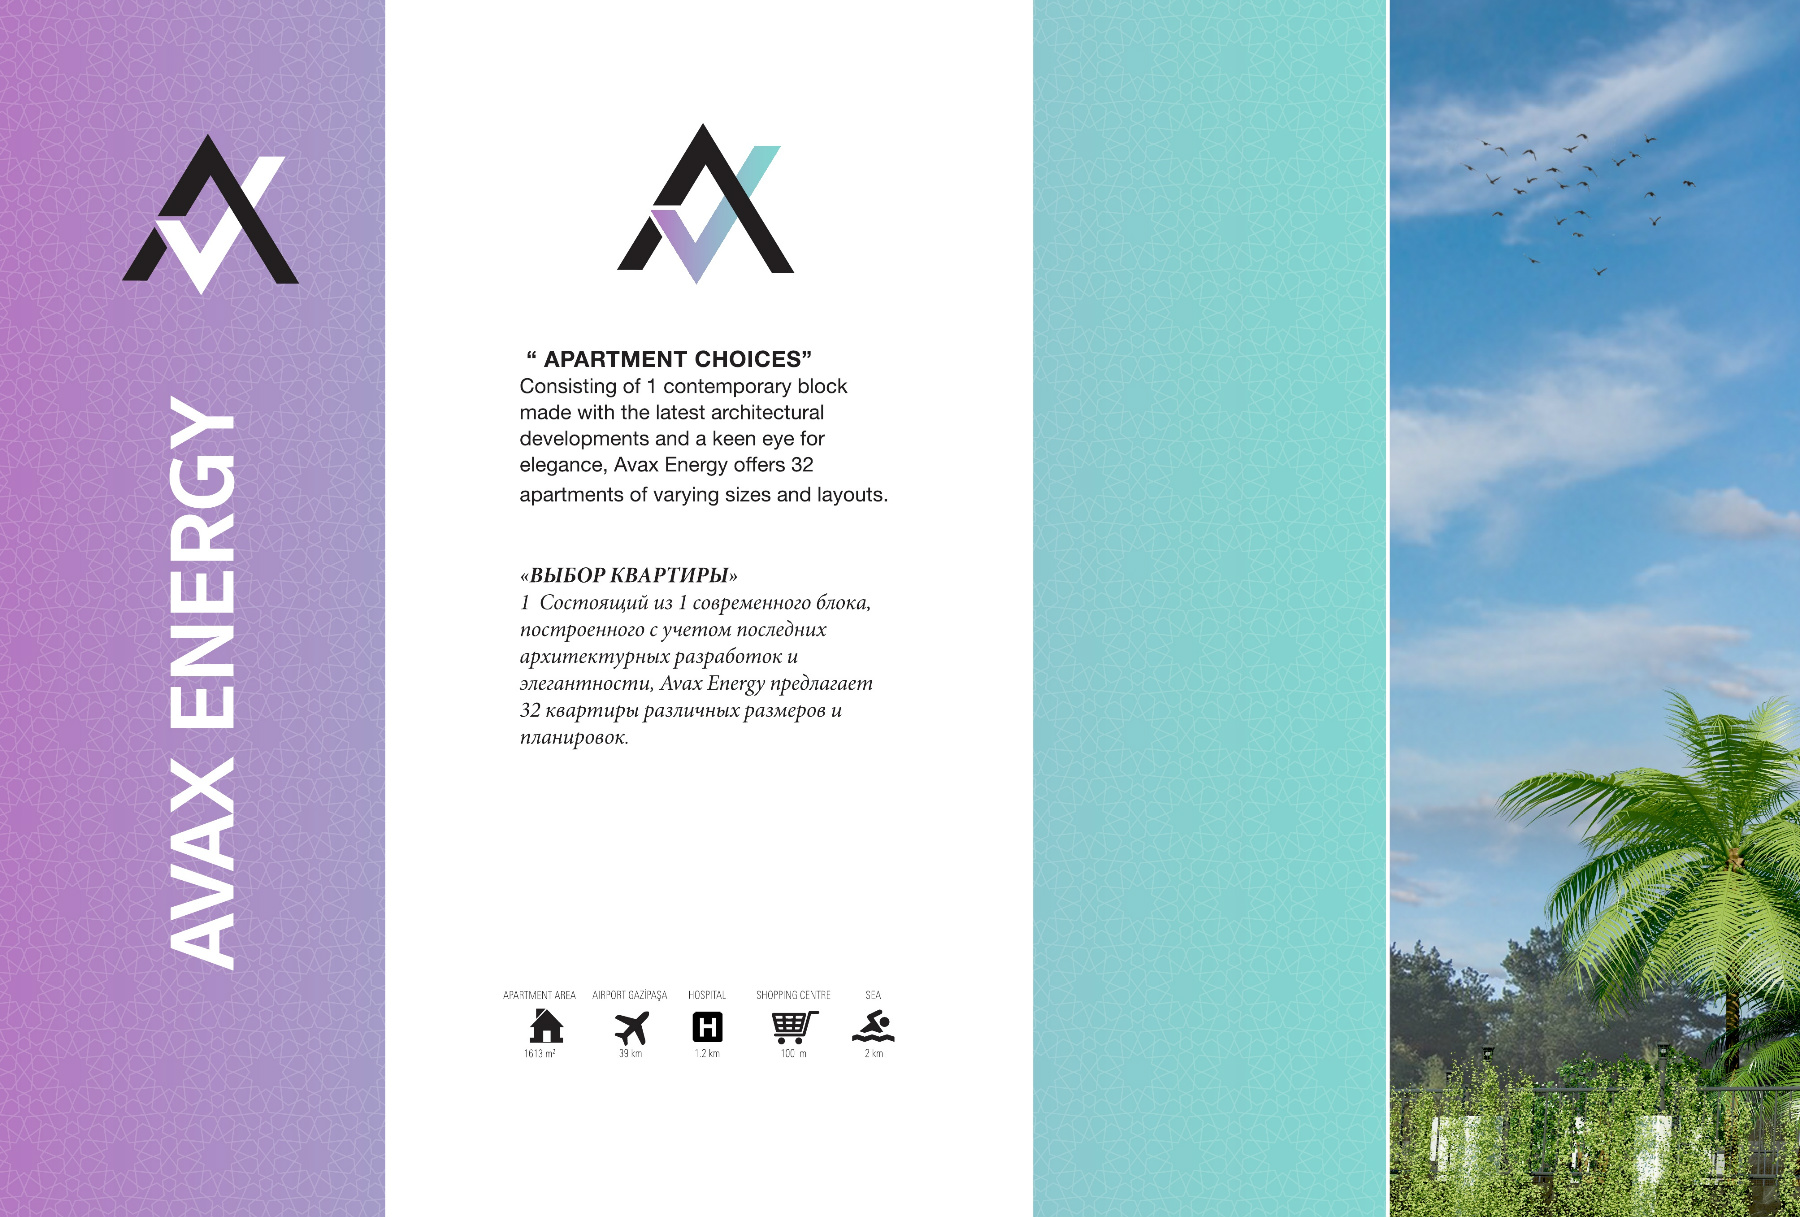 AVAX ENERGY
“ APARTMENT CHOICES”
Consisting of 1 contemporary block
made with the latest architectural
developments and a keen eye for
elegance, Avax Energy offers 32
apartments of varying sizes and layouts.
«ВЫБОР КВАРТИРЫ»
1  Состоящий из 1 современного блока,
построенного с учетом последних
архитектурных разработок и
элегантности, Avax Energy предлагает
32 квартиры различных размеров и
планировок.
APARTMENT AREA AIRPORT GAZİPAŞA HOSPITAL SHOPPING CENTRE SEA
H
1613 m² 39 km 1.2 km 100 m 2 km